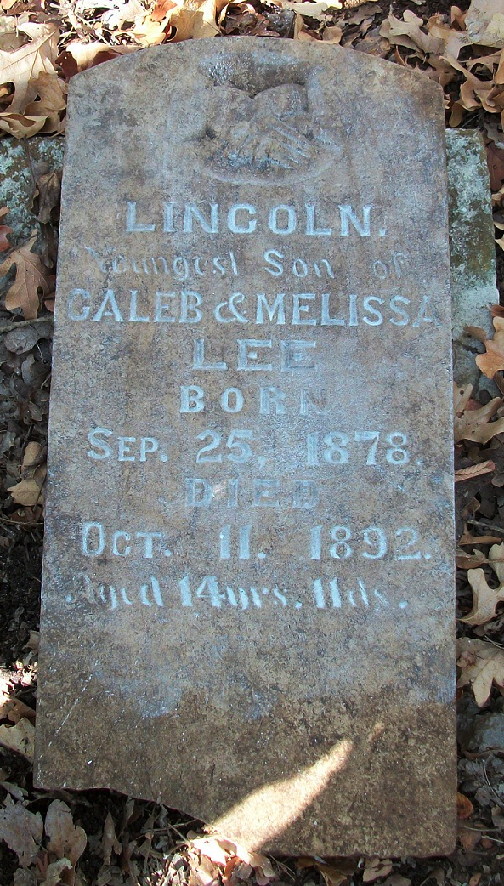 LINCOLN.
Youngest Son of
CALEB & MELISSA
LEE
BORN
SEP. 25, 1878.
DIED
OCT. 11. 1892.
Aged 14yrs. 11ds.